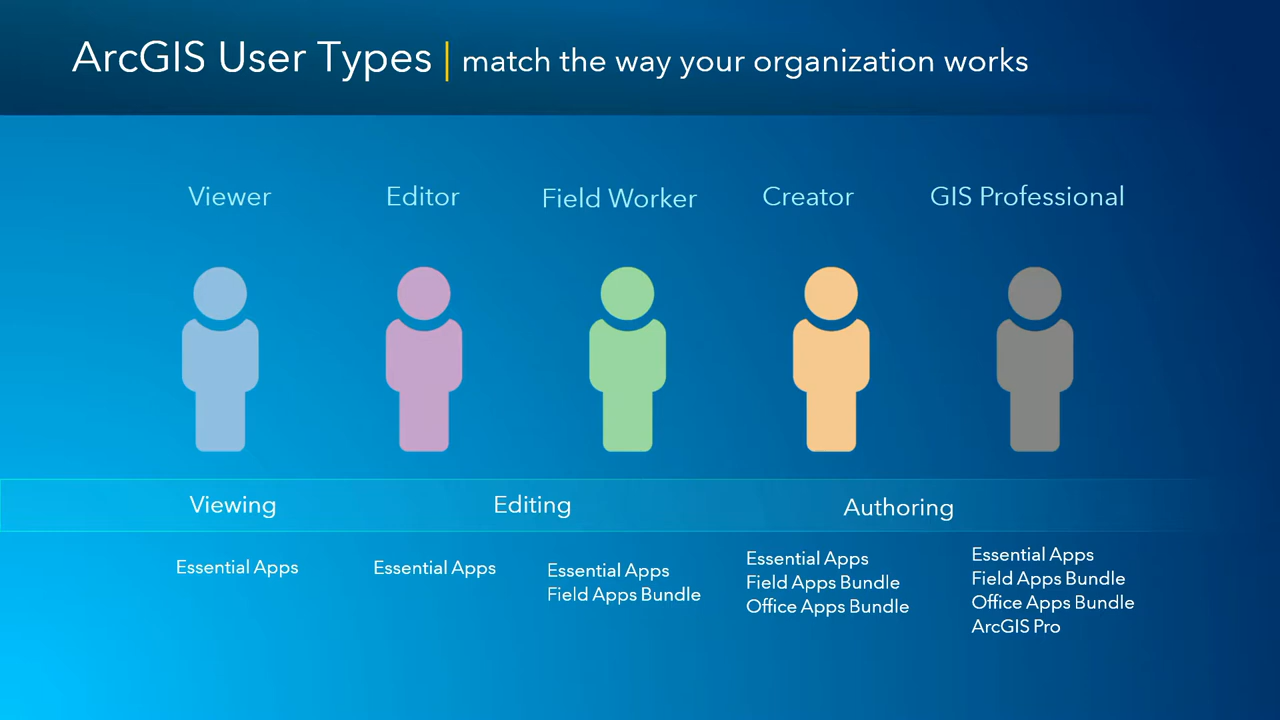 ArcGIS User Types | match the way your organization works
Viewer
Editor
Field Worker
Creator
GIS Professional
Viewing
Editing
Authoring
Essential Apps
Essential Apps
Essential Apps
Field Apps Bundle
Essential Apps
Field Apps Bundle
Office Apps Bundle
Essential Apps
Field Apps Bundle
Office Apps Bundle
ArcGIS Pro